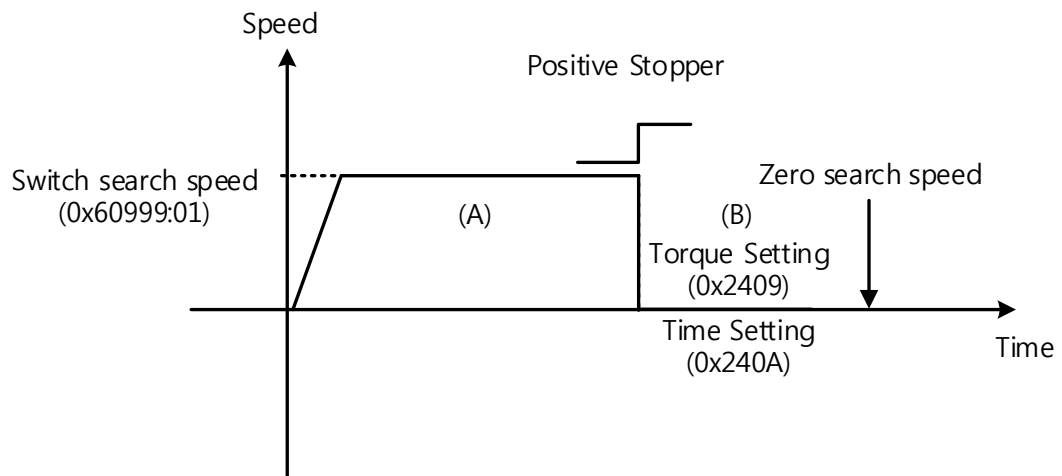 Speed
Positive Stopper
Switch search speed
(0x60999:01)
Zero search speed
(A)
(B)
Torque Setting
(0x2409)
Time Setting
(0x240A)
Time